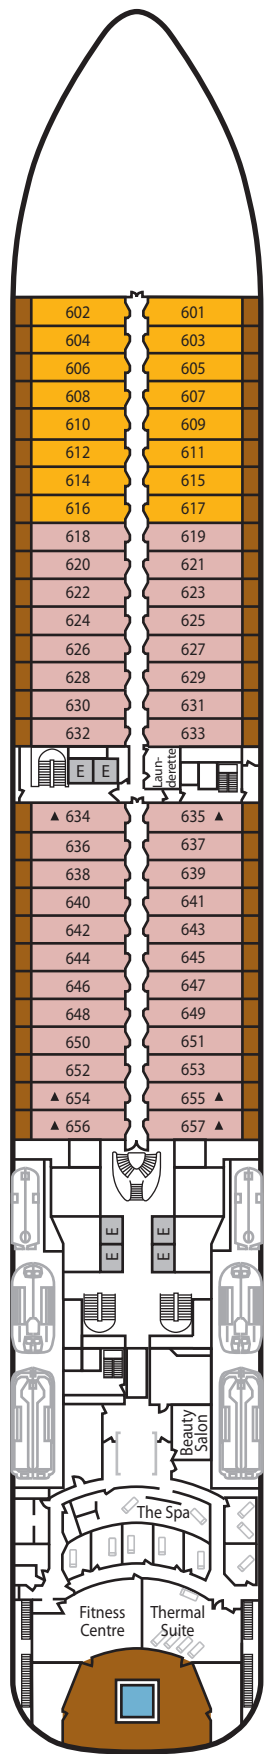 602 601
604 603
606 605
608 607
610 609
612 611
614 615
616 617
618 619
620 621
622 623
624 625
626 627
628 629
630 631
632 633
E E
Laun-
derette
▲ 634 635 ▲
636 637
638 639
640 641
642 643
644 645
646 647
648 649
650 651
652 653
▲ 654 655 ▲
▲ 656 657 ▲
E E
E E
Beauty
Salon
The Spa
Fitness
Centre
Thermal
Suite